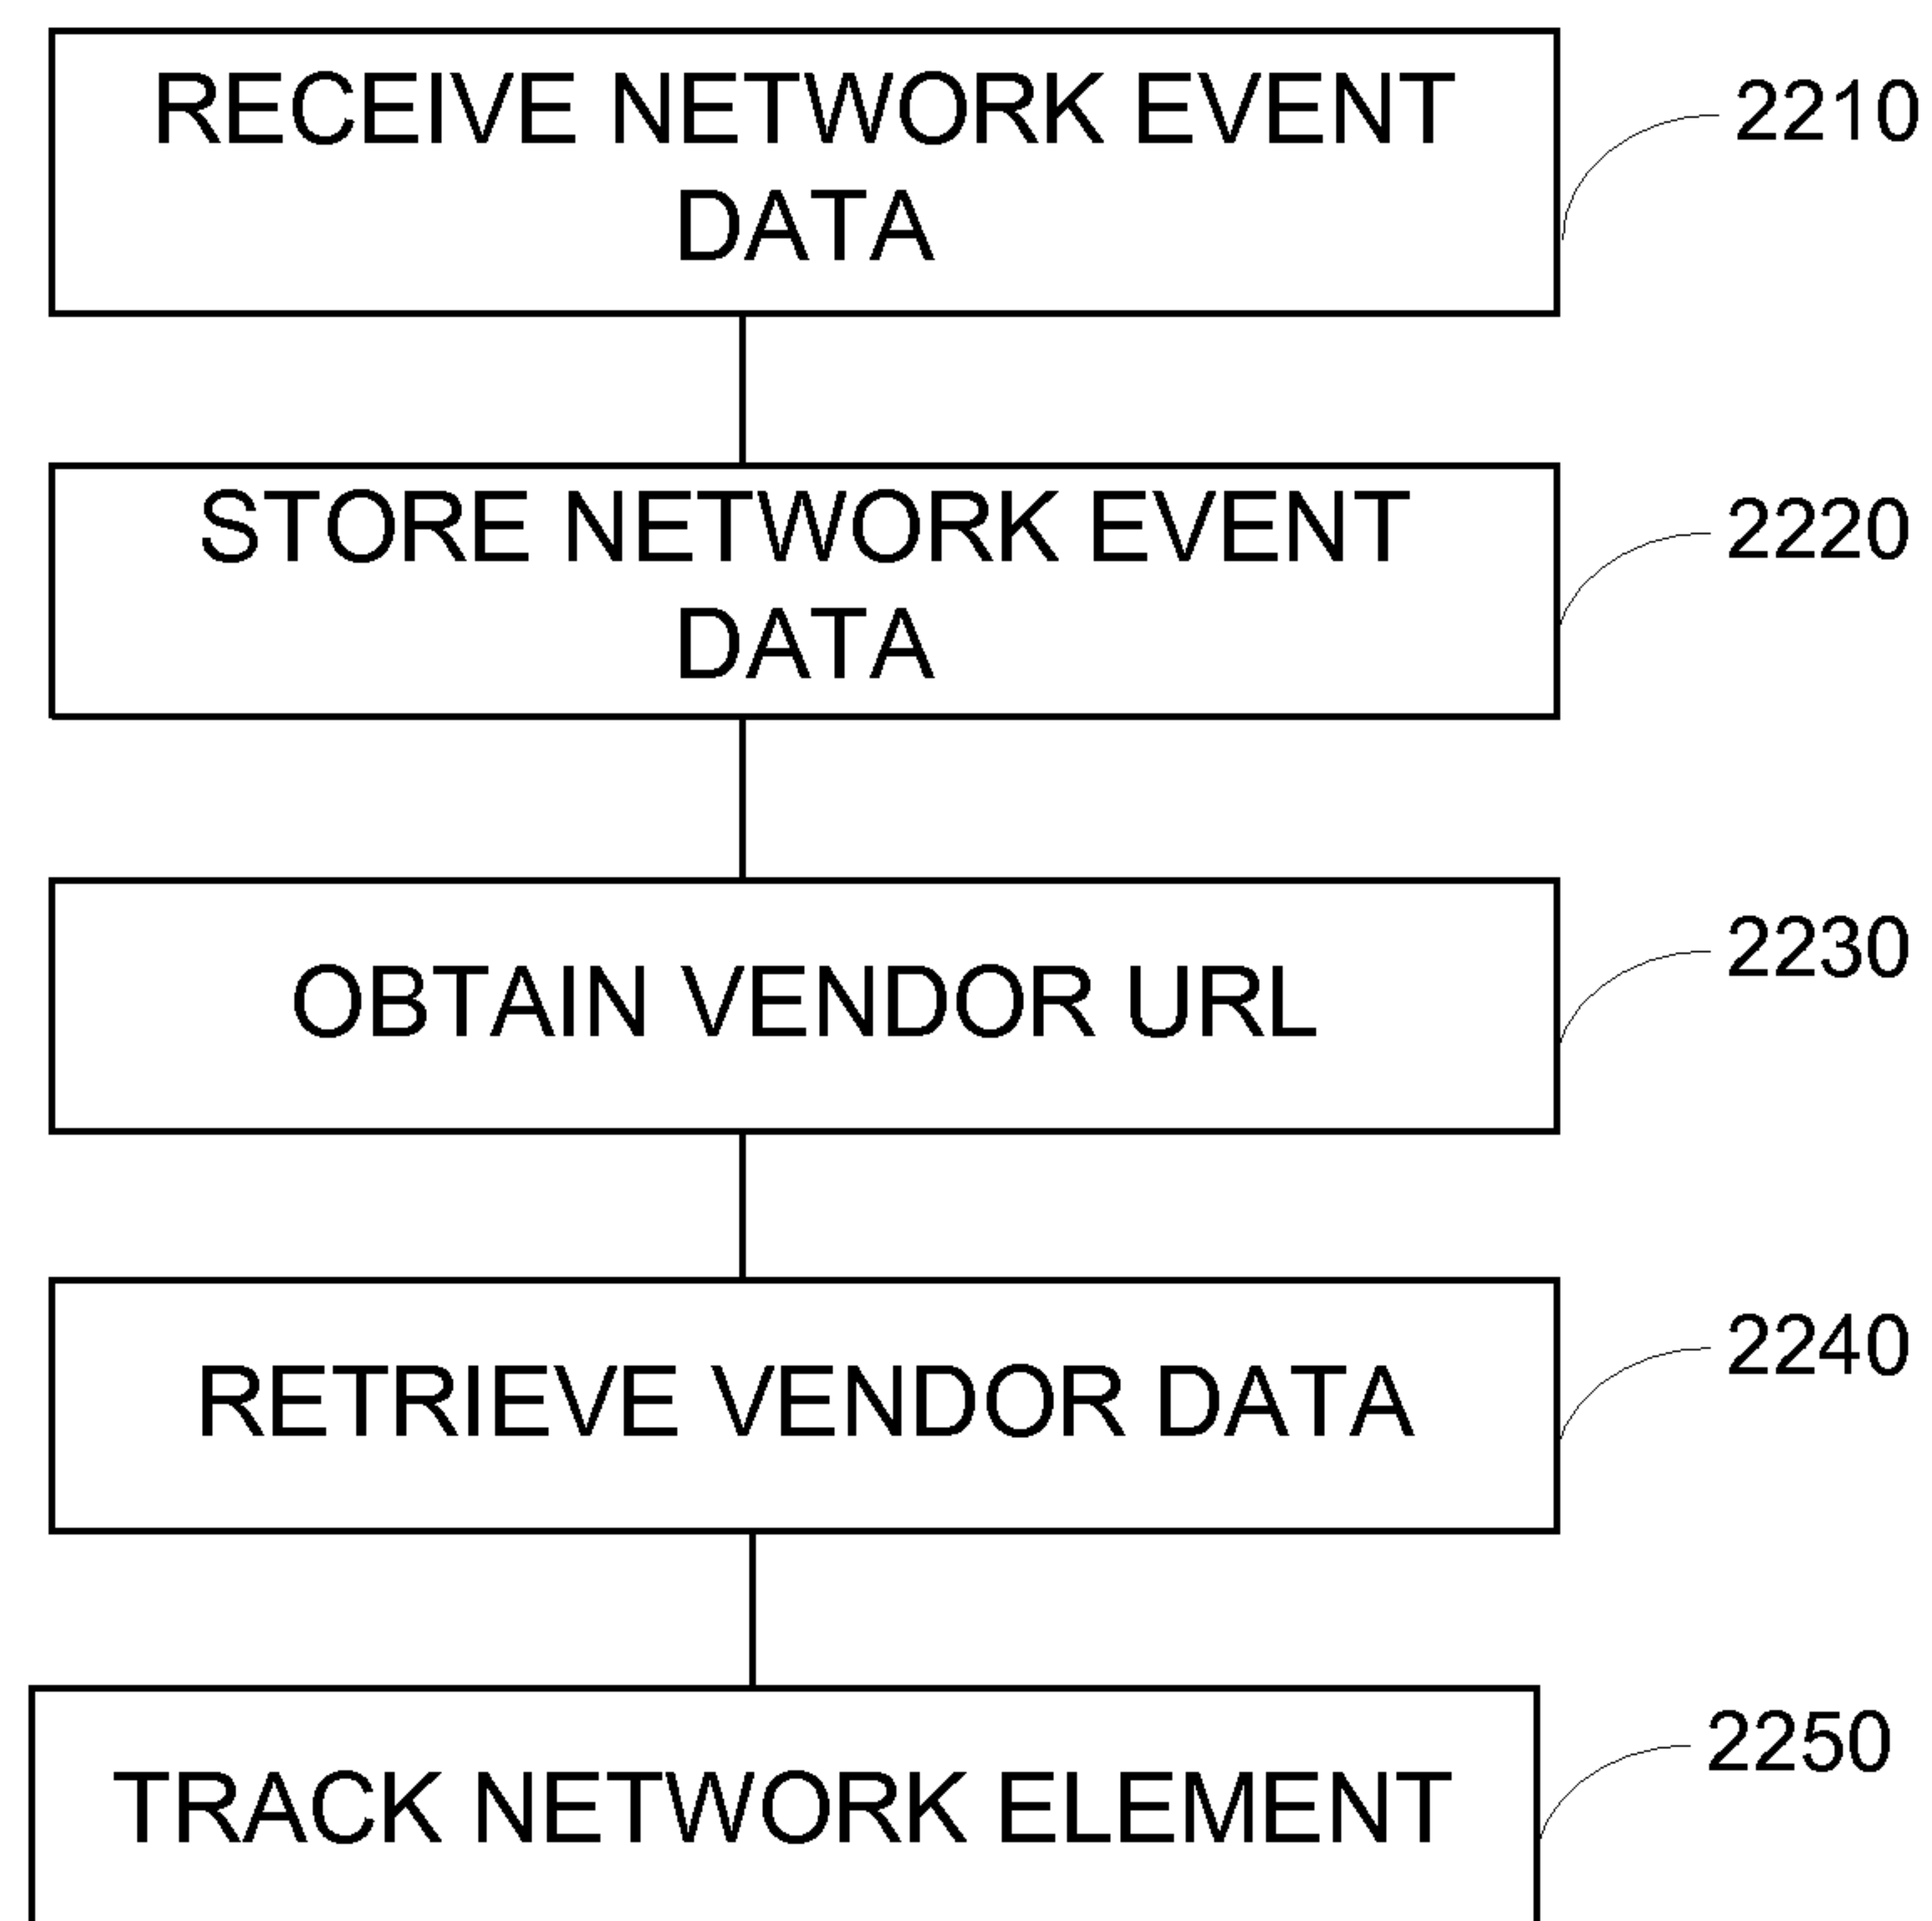 RECEIVE NETWORK EVENT
DATA
2210
STORE NETWORK EVENT
DATA
2220
OBTAIN VENDOR URL
2230
RETRIEVE VENDOR DATA
2240
TRACK NETWORK ELEMENT
2250